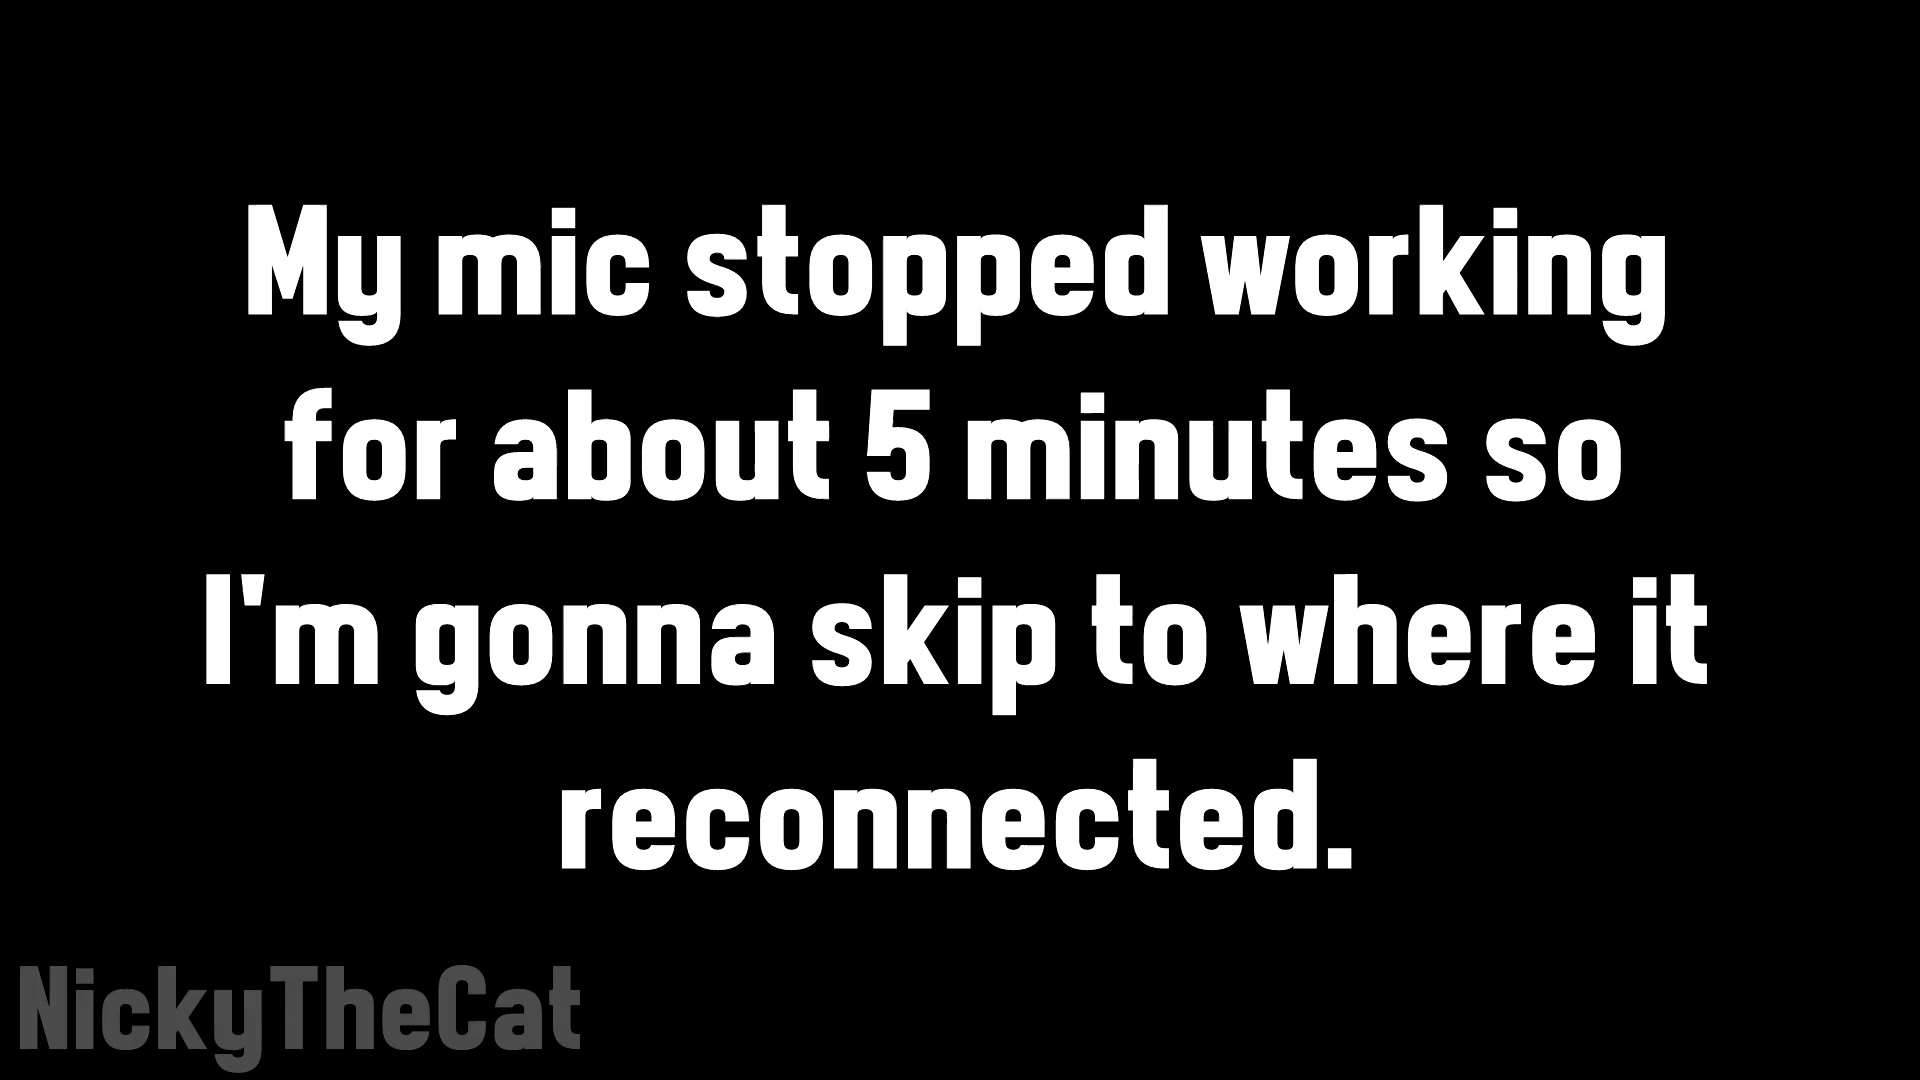 My mic stopped working
for about 5 minutes so
I'm gonna skip to where it
reconnected.
NickyTheCat